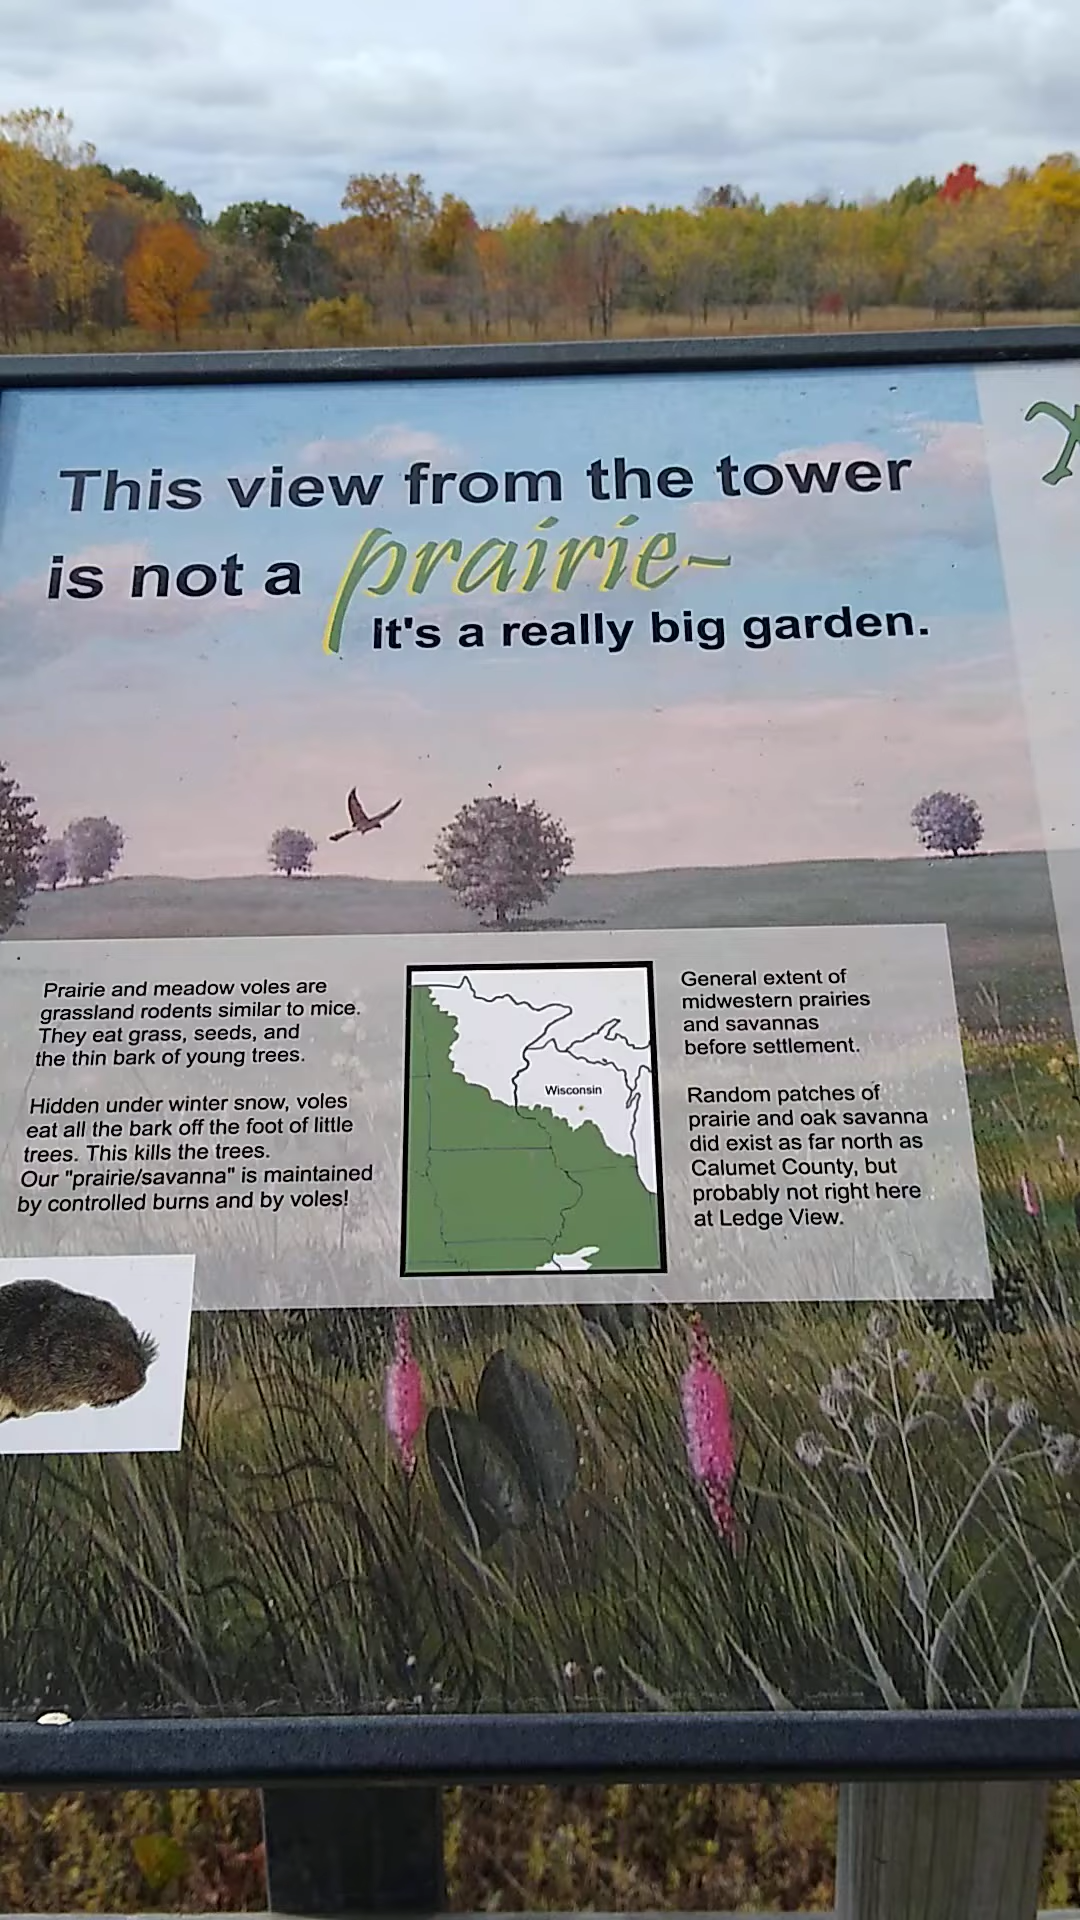 This view from the tower
is not a prairie-
It's a really big garden.
Prairie and meadow voles are
grassland rodents similar to mice.
They eat grass, seeds, and
the thin bark of young trees.
Hidden under winter snow, voles
eat all the bark off the foot of little
trees. This kills the trees.
Our "prairie/savanna" is maintained
by controlled burns and by voles!
Wisconsin
General extent of
midwestern prairies
and savannas
before settlement.
Random patches of
prairie and oak savanna
did exist as far north as
Calumet County, but
probably not right here
at Ledge View.